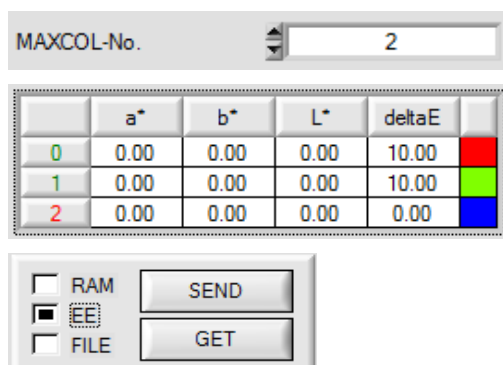 MAXCOL-No. 2
a* b* L* deltaE
0 0.00 0.00 0.00 10.00
1 0.00 0.00 0.00 10.00
2 0.00 0.00 0.00 0.00
RAM SEND
EE
FILE GET